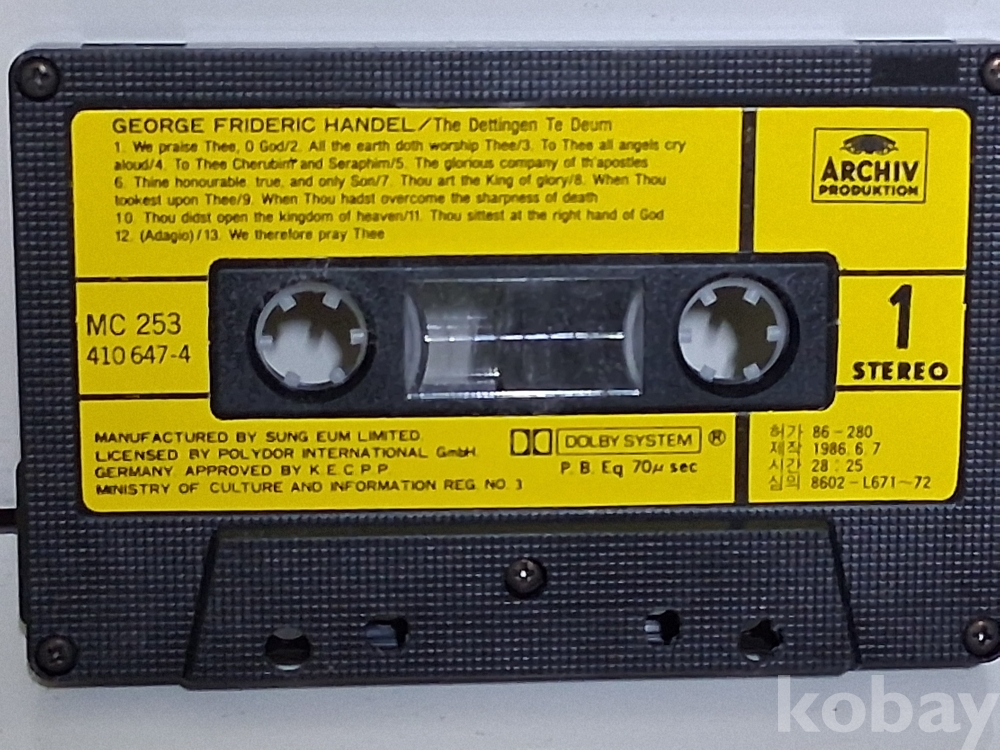 GEORGE FRIDERIC HANDEL/The Dettingen Te Deum
1. We praise Thee, O God/2. All the earth doth worship Thee/3. To Thee all angels cry
aloud/4. To Thee Cherubim and Seraphim/5. The glorious company of th'apostles
6. Thine honourable, true, and only Son/7. Thou art the King of glory/8. When Thou
tookest upon Thee/9. When Thou hadst overcome the sharpness of death
10. Thou didst open the kingdom of heaven/11. Thou sittest at the right hand of God
12. (Adagio)/13. We therefore pray Thee
ARCHIV
PRODUKTION
MC 253
410 647-4
1
STEREO
MANUFACTURED BY SUNG EUM LIMITED.
LICENSED BY POLYDOR INTERNATIONAL GmbH.
GERMANY. APPROVED BY K.E.C.P.P.
MINISTRY OF CULTURE AND INFORMATION REG. NO. 3
DOLBY SYSTEM ®
P.B. Eq 70μ sec
허가 86-280
제작 1986. 6. 7
시간 28 : 25
심의 8602-L671~72
kobay